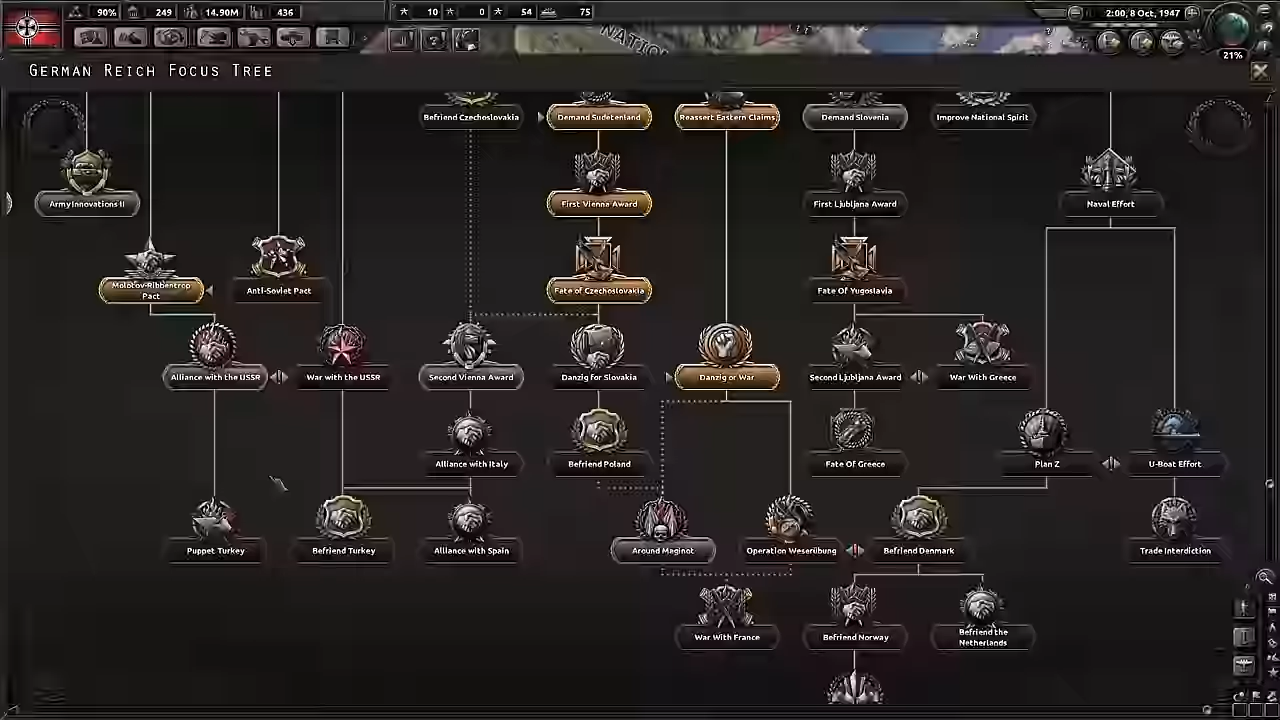 90% 249 14.90M 436 10 0 54 75 2:00, 8 Oct, 1947
NATIO
21%
German Reich Focus Tree
Befriend Czechoslovakia Demand Sudetenland Reassert Eastern Claims Demand Slovenia Improve National Spirit
Army Innovations II First Vienna Award First Ljubljana Award Naval Effort
Molotov-Ribbentrop
Pact
Anti-Soviet Pact Fate of Czechoslovakia Fate Of Yugoslavia
Alliance with the USSR War with the USSR Second Vienna Award Danzig for Slovakia Danzig or War Second Ljubljana Award War With Greece
Alliance with Italy Befriend Poland Fate Of Greece Plan Z U-Boat Effort
Puppet Turkey Befriend Turkey Alliance with Spain Around Maginot Operation Weserübung Befriend Denmark Trade Interdiction
War With France Befriend Norway Befriend the
Netherlands